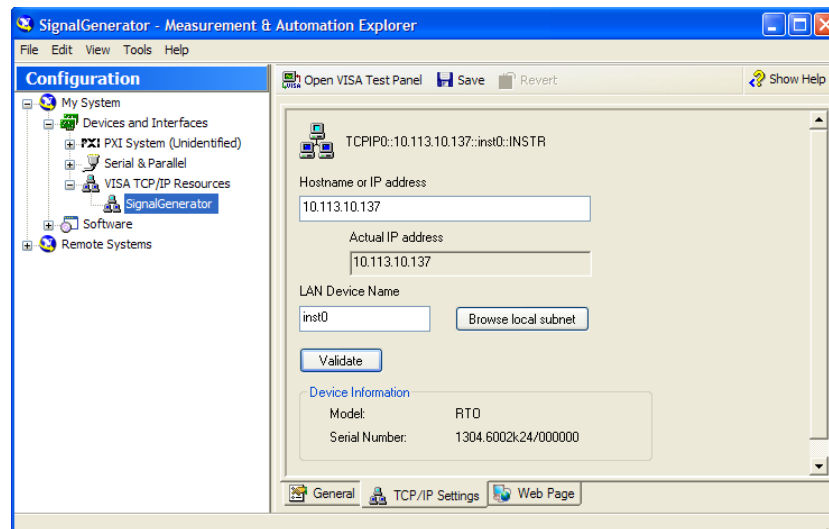 SignalGenerator - Measurement & Automation Explorer
File Edit View Tools Help
Configuration
My System
Devices and Interfaces
PXI PXI System (Unidentified)
Serial & Parallel
VISA TCP/IP Resources
SignalGenerator
Software
Remote Systems
VISA Open VISA Test Panel Save Revert Show Help
TCPIP0::10.113.10.137::inst0::INSTR
Hostname or IP address
10.113.10.137
Actual IP address
10.113.10.137
LAN Device Name
inst0
Browse local subnet
Validate
Device Information
Model: RTO
Serial Number: 1304.6002k24/000000
General TCP/IP Settings Web Page